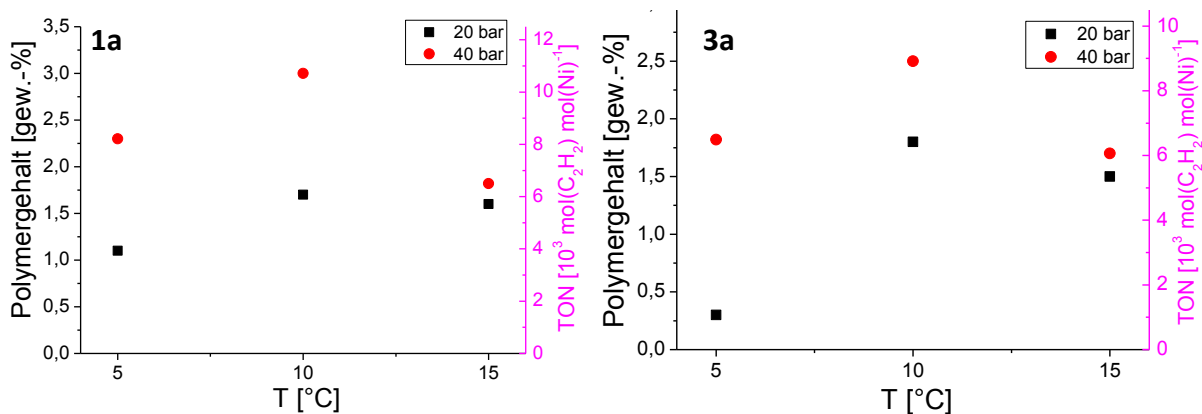 1a
20 bar
40 bar
3,5
3,0
2,5
2,0
1,5
1,0
0,5
0,0
Polymergehalt [gew.-%]
5
10
15
T [°C]
12
10
8
6
4
2
0
TON [10³ mol(C₂H₂) mol(Ni)⁻¹]
3a
20 bar
40 bar
2,5
2,0
1,5
1,0
0,5
0,0
Polymergehalt [gew.-%]
5
10
15
T [°C]
10
8
6
4
2
0
TON [10³ mol(C₂H₂) mol(Ni)⁻¹]